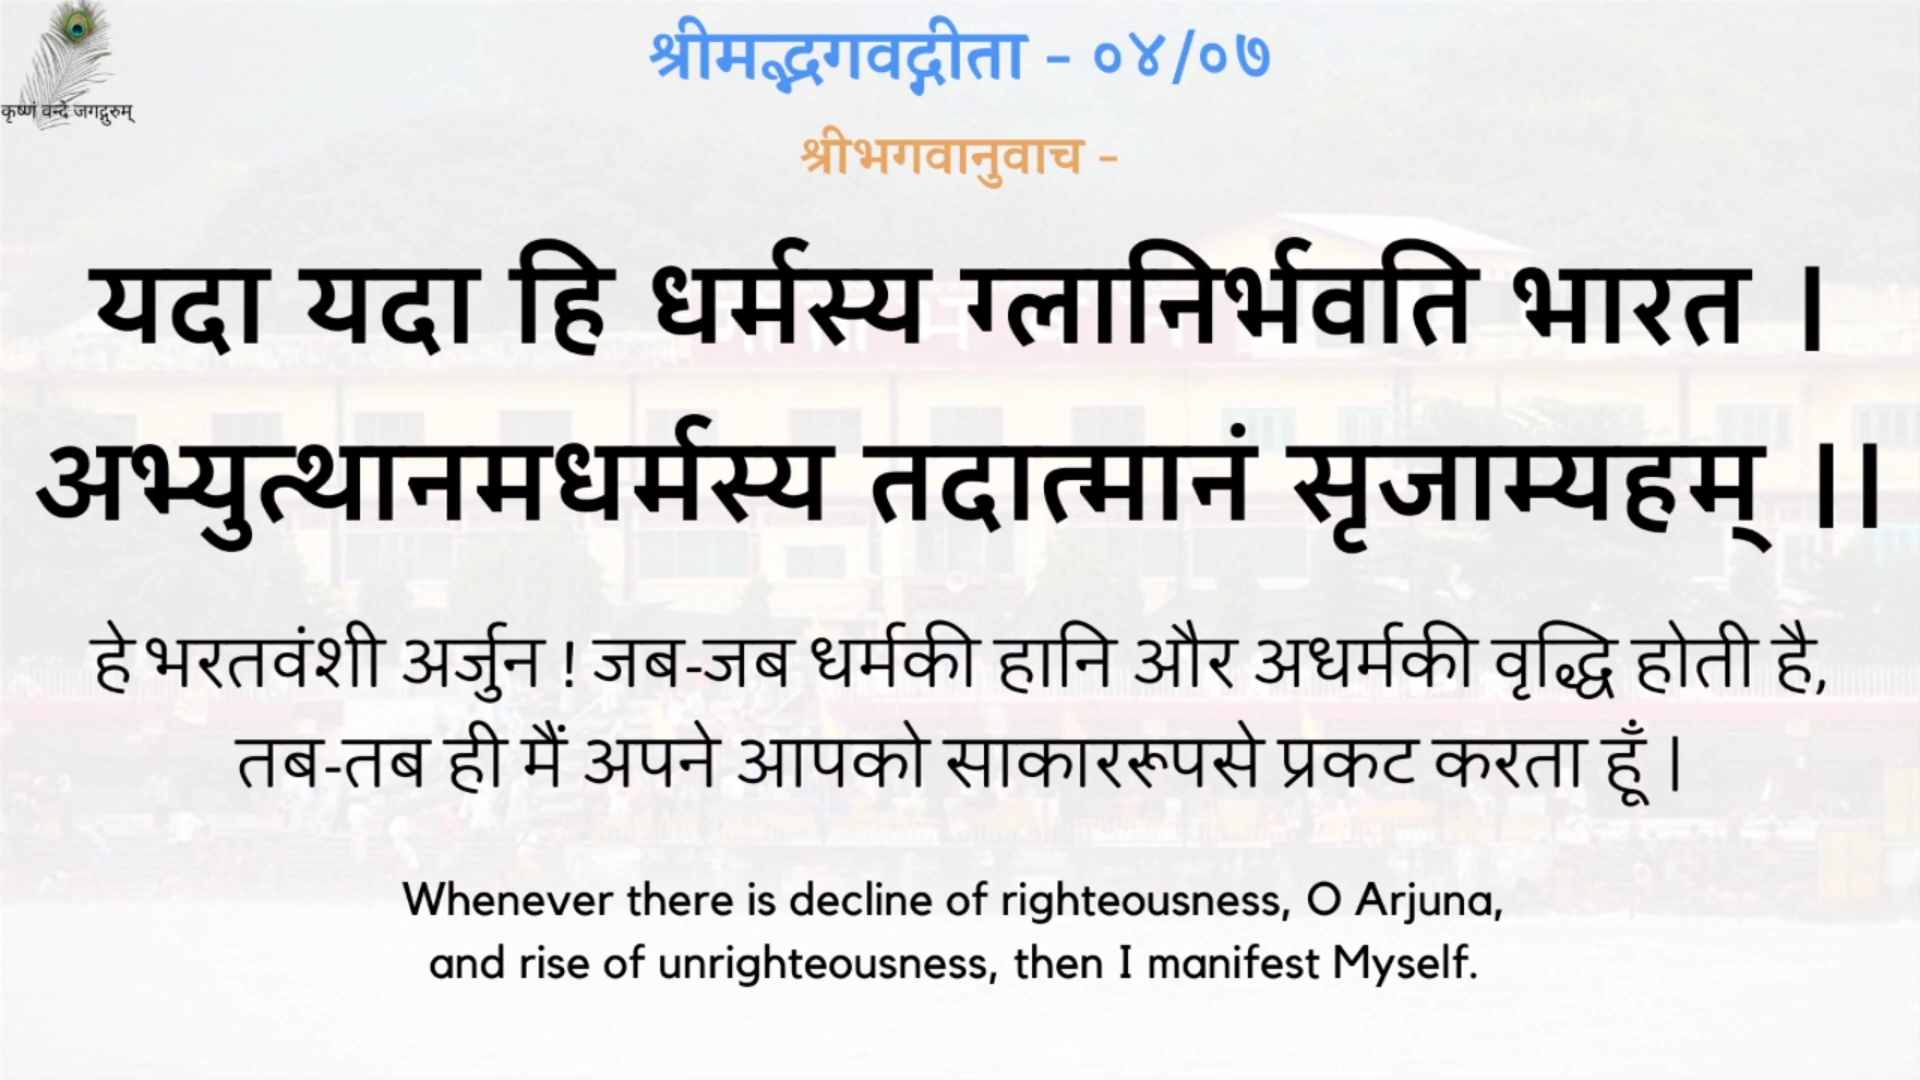 श्रीमद्भगवद्गीता - ०४/०७
कृष्णं वन्दे जगद्गुरुम्
श्रीभगवानुवाच -
यदा यदा हि धर्मस्य ग्लानिर्भवति भारत ।
अभ्युत्थानमधर्मस्य तदात्मानं सृजाम्यहम् ।।
हे भरतवंशी अर्जुन ! जब-जब धर्मकी हानि और अधर्मकी वृद्धि होती है,
तब-तब ही मैं अपने आपको साकाररूपसे प्रकट करता हूँ ।
Whenever there is decline of righteousness, O Arjuna,
and rise of unrighteousness, then I manifest Myself.